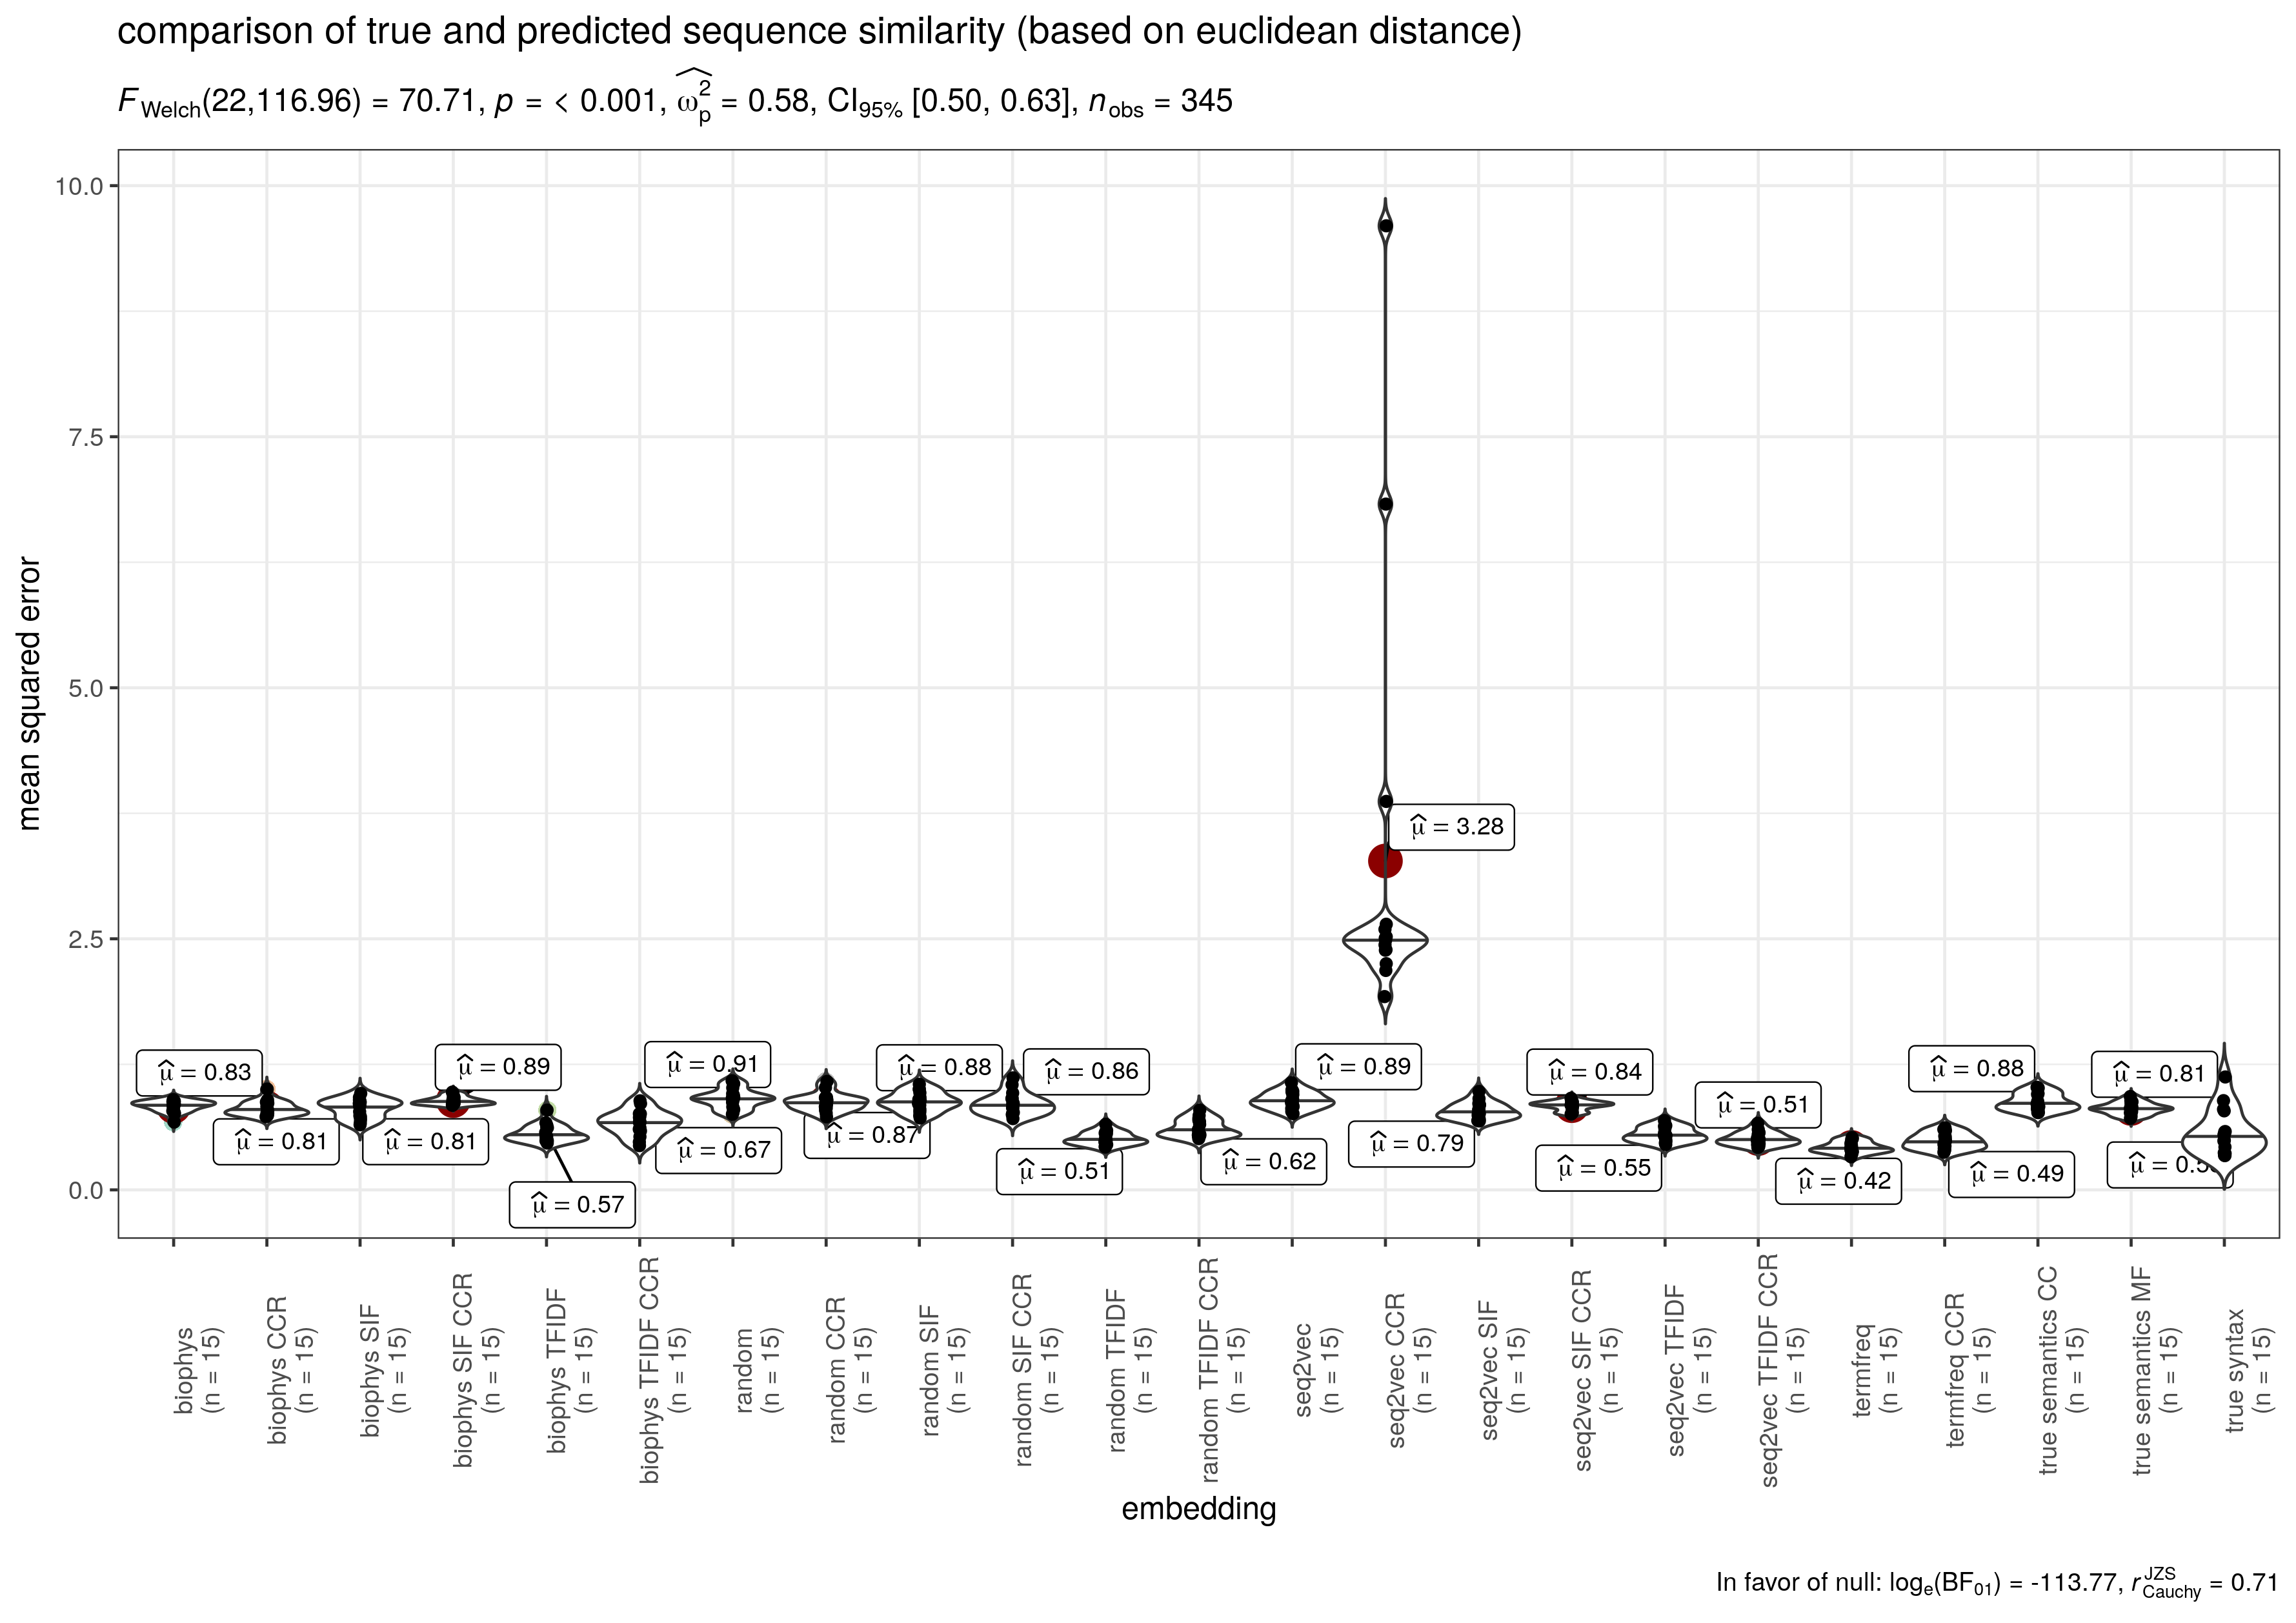 comparison of true and predicted sequence similarity (based on euclidean distance)
F Welch(22,116.96) = 70.71, p = < 0.001, ω̂²p = 0.58, CI95% [0.50, 0.63], nobs = 345
mean squared error
10.0
7.5
5.0
2.5
0.0
μ̂ = 3.28
μ̂ = 0.83
μ̂ = 0.81
μ̂ = 0.81
μ̂ = 0.89
μ̂ = 0.57
μ̂ = 0.67
μ̂ = 0.91
μ̂ = 0.87
μ̂ = 0.88
μ̂ = 0.86
μ̂ = 0.51
μ̂ = 0.62
μ̂ = 0.89
μ̂ = 0.79
μ̂ = 0.84
μ̂ = 0.55
μ̂ = 0.51
μ̂ = 0.42
μ̂ = 0.49
μ̂ = 0.88
μ̂ = 0.81
biophys
(n = 15)
biophys CCR
(n = 15)
biophys SIF
(n = 15)
biophys SIF CCR
(n = 15)
biophys TFIDF
(n = 15)
biophys TFIDF CCR
(n = 15)
random
(n = 15)
random CCR
(n = 15)
random SIF
(n = 15)
random SIF CCR
(n = 15)
random TFIDF
(n = 15)
random TFIDF CCR
(n = 15)
seq2vec
(n = 15)
seq2vec CCR
(n = 15)
seq2vec SIF
(n = 15)
seq2vec SIF CCR
(n = 15)
seq2vec TFIDF
(n = 15)
seq2vec TFIDF CCR
(n = 15)
termfreq
(n = 15)
termfreq CCR
(n = 15)
true semantics CC
(n = 15)
true semantics MF
(n = 15)
true syntax
(n = 15)
embedding
In favor of null: loge(BF01) = -113.77, r JZS Cauchy = 0.71